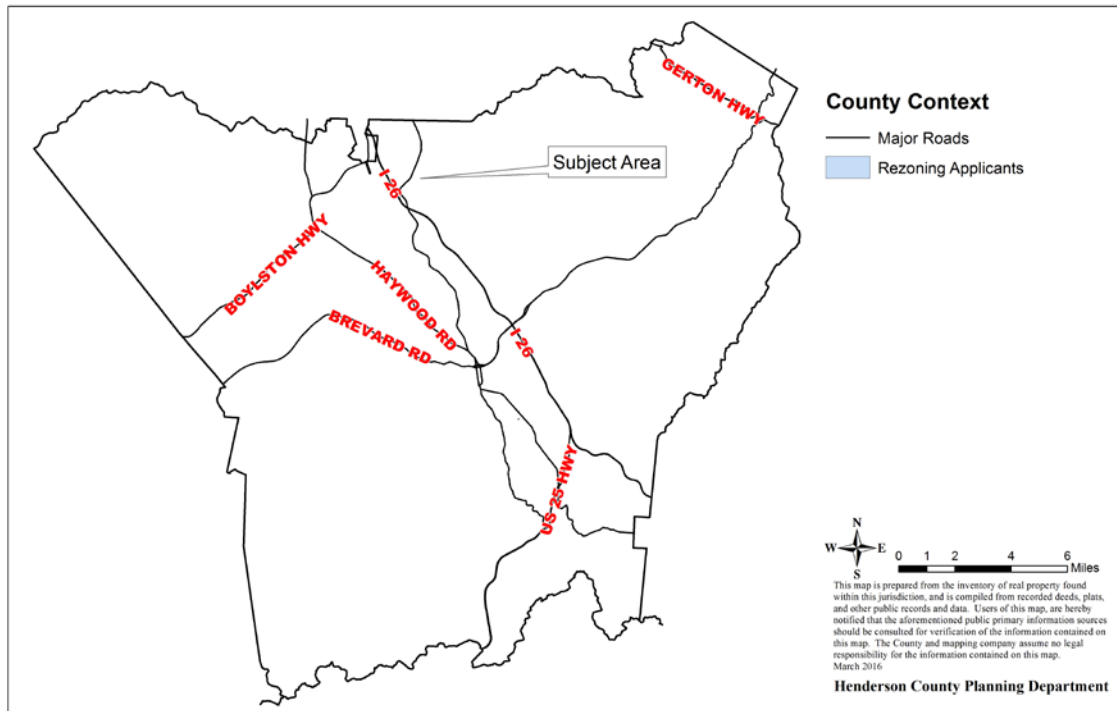 GERTON HWY
County Context
Major Roads
Rezoning Applicants
Subject Area
I 26
BOYLSTON HWY
HAYWOOD RD
BREVARD RD
I 26
US 25 HWY
N
W E
S
0 1 2 4 6
Miles
This map is prepared from the inventory of real property found
within this jurisdiction, and is compiled from recorded deeds, plats,
and other public records and data. Users of this map, are hereby
notified that the aforementioned public primary information sources
should be consulted for verification of the information contained on
this map. The County and mapping company assume no legal
responsibility for the information contained on this map.
March 2016
Henderson County Planning Department